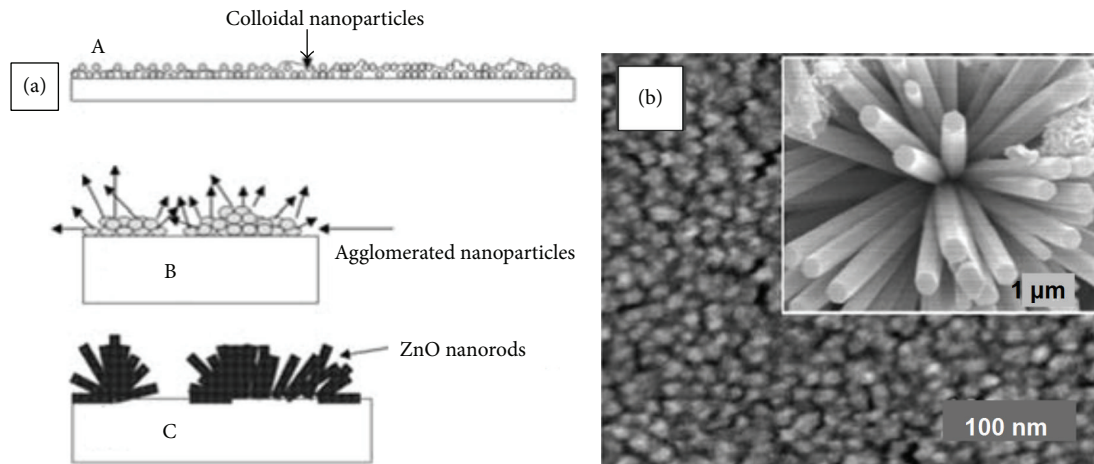 Colloidal nanoparticles
A
(a)
B
Agglomerated nanoparticles
ZnO nanorods
C
(b)
1 µm
100 nm